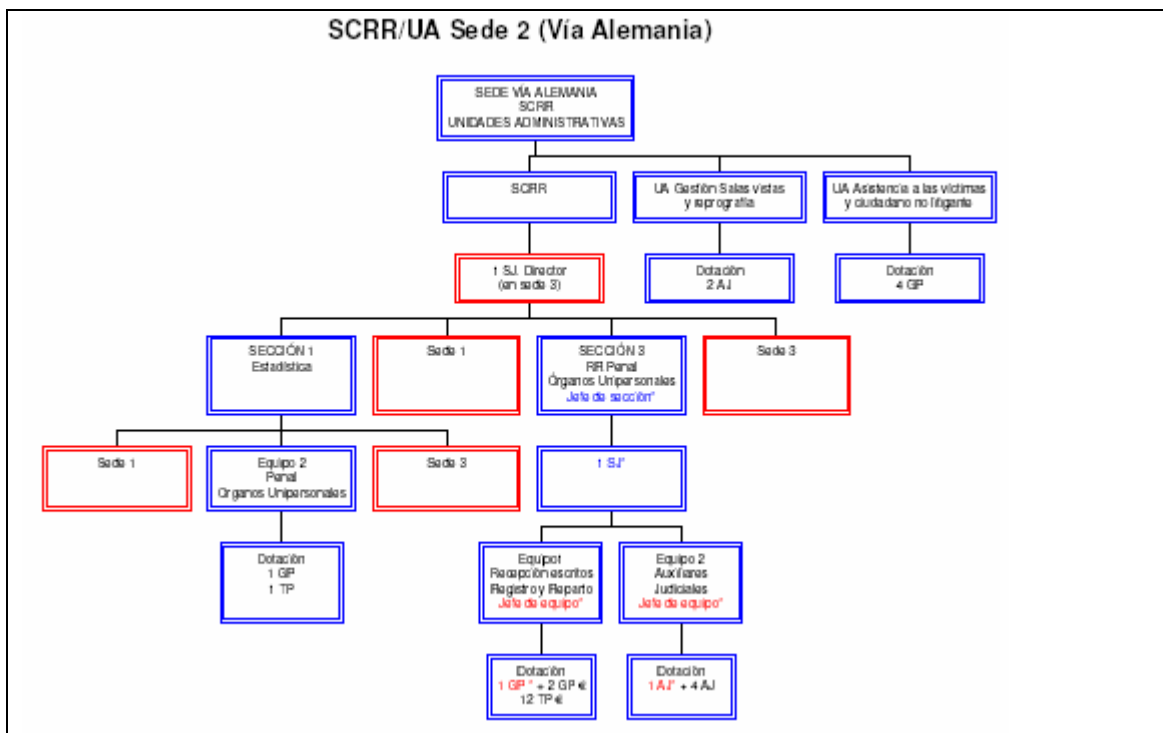 SCRR/UA Sede 2 (Vía Alemania)
SEDE VÍA ALEMANIA
SCRR
UNIDADES ADMINISTRATIVAS
SCRR
UA Gestión Salas vistas
y reprografía
UA Asistencia a las víctimas
y ciudadano no litigante
1 SJ. Director
(en sede 3)
Dotación
2 AJ
Dotación
4 GP
SECCIÓN 1
Estadística
Sede 1
SECCIÓN 3
RR Penal
Órganos Unipersonales
Jefe de sección*
Sede 3
Sede 1
Equipo 2
Penal
Órganos Unipersonales
Sede 3
1 SJ*
Dotación
1 GP
1 TP
Equipo1
Recepción escritos
Registro y Reparto
Jefe de equipo*
Equipo 2
Auxiliares
Judiciales
Jefe de equipo*
Dotación
1 GP * + 2 GP €
12 TP €
Dotación
1 AJ* + 4 AJ